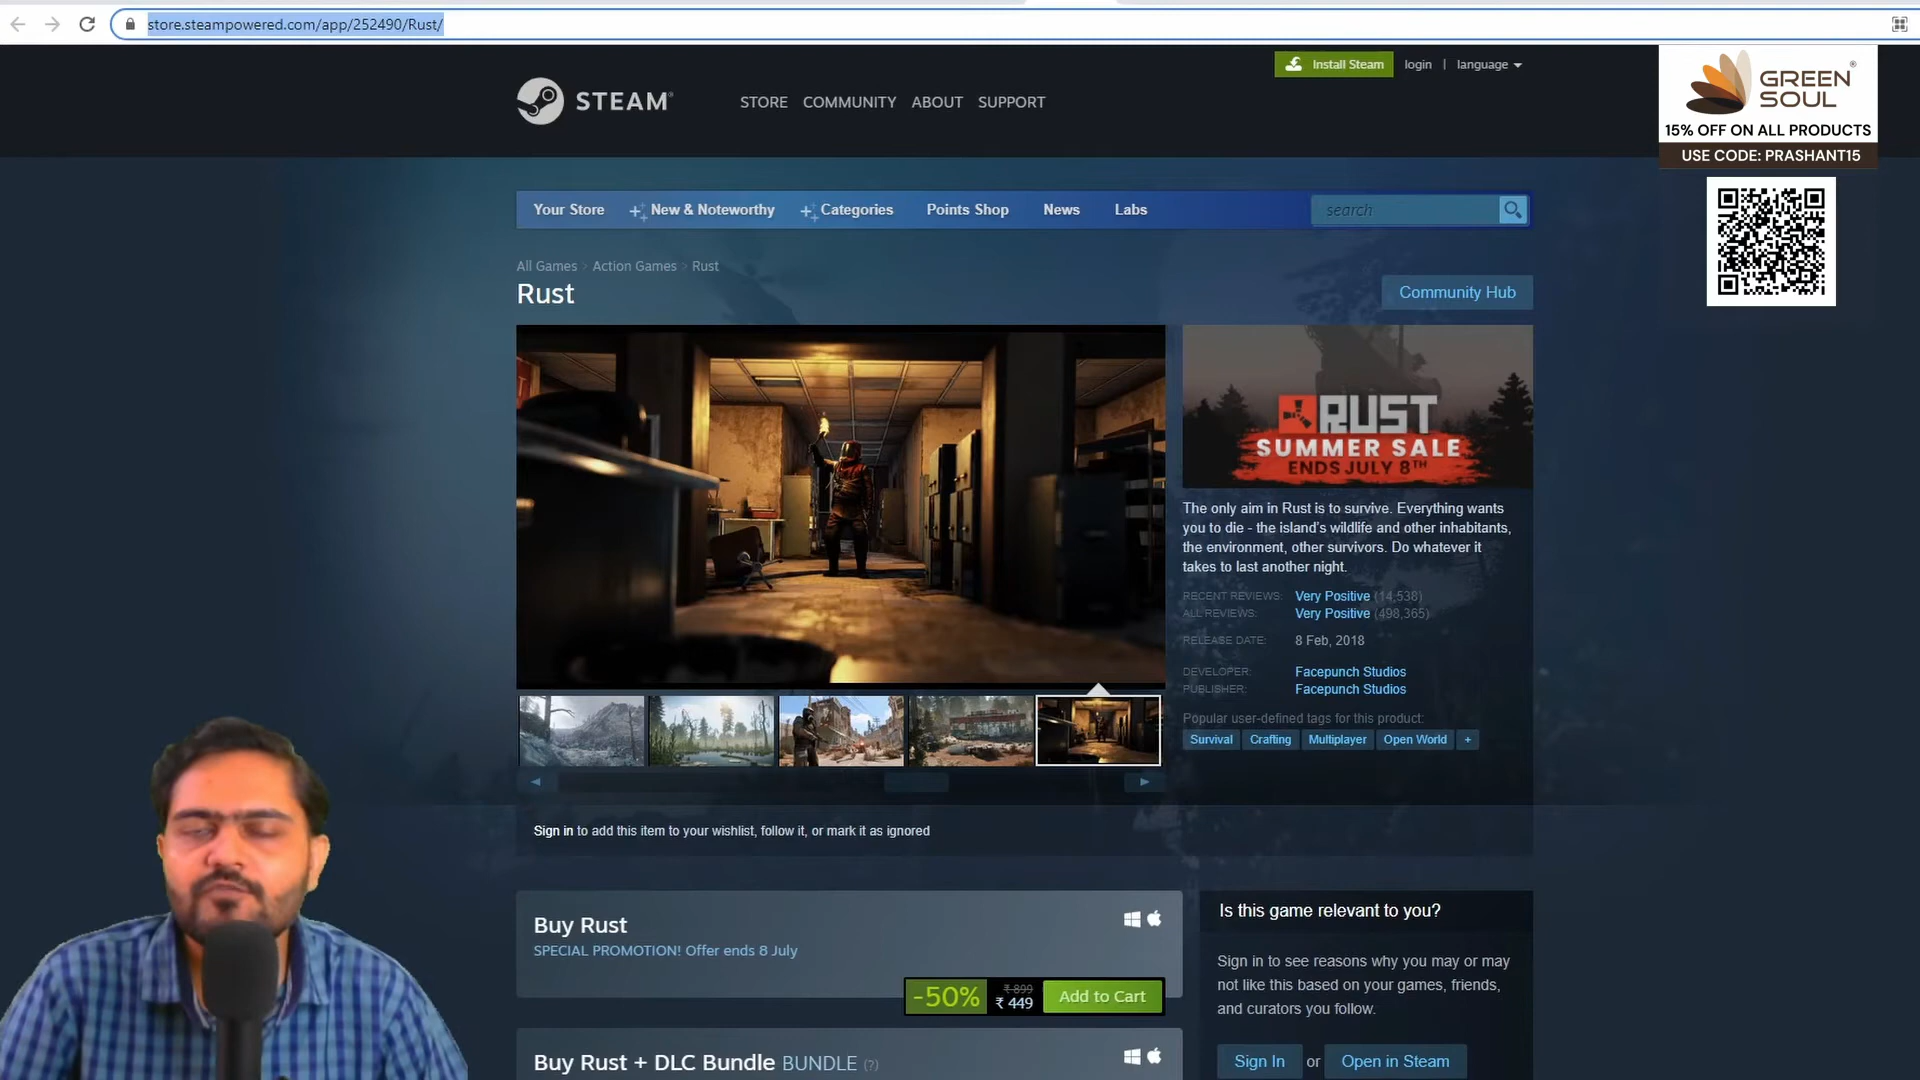 store.steampowered.com/app/252490/Rust/
Install Steam
login
|
language
STEAM®
STORE
COMMUNITY
ABOUT
SUPPORT
GREEN
SOUL
®
15% OFF ON ALL PRODUCTS
USE CODE: PRASHANT15
Your Store
New & Noteworthy
Categories
Points Shop
News
Labs
search
All Games > Action Games > Rust
Rust
Community Hub
RUST
SUMMER SALE
ENDS JULY 8TH
The only aim in Rust is to survive. Everything wants
you to die - the island's wildlife and other inhabitants,
the environment, other survivors. Do whatever it
takes to last another night.
RECENT REVIEWS: Very Positive (14,538)
ALL REVIEWS: Very Positive (498,365)
RELEASE DATE: 8 Feb, 2018
DEVELOPER: Facepunch Studios
PUBLISHER: Facepunch Studios
Popular user-defined tags for this product:
Survival
Crafting
Multiplayer
Open World
+
Sign in to add this item to your wishlist, follow it, or mark it as ignored
Buy Rust
SPECIAL PROMOTION! Offer ends 8 July
-50%
₹ 899
₹ 449
Add to Cart
Buy Rust + DLC Bundle BUNDLE (?)
Is this game relevant to you?
Sign in to see reasons why you may or may
not like this based on your games, friends,
and curators you follow.
Sign In or Open in Steam